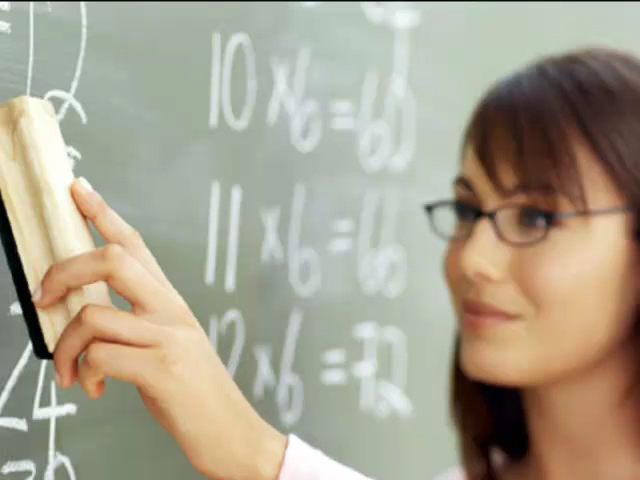 10 x 6 = 60
11 x 6 = 66
12 x 6 = 72